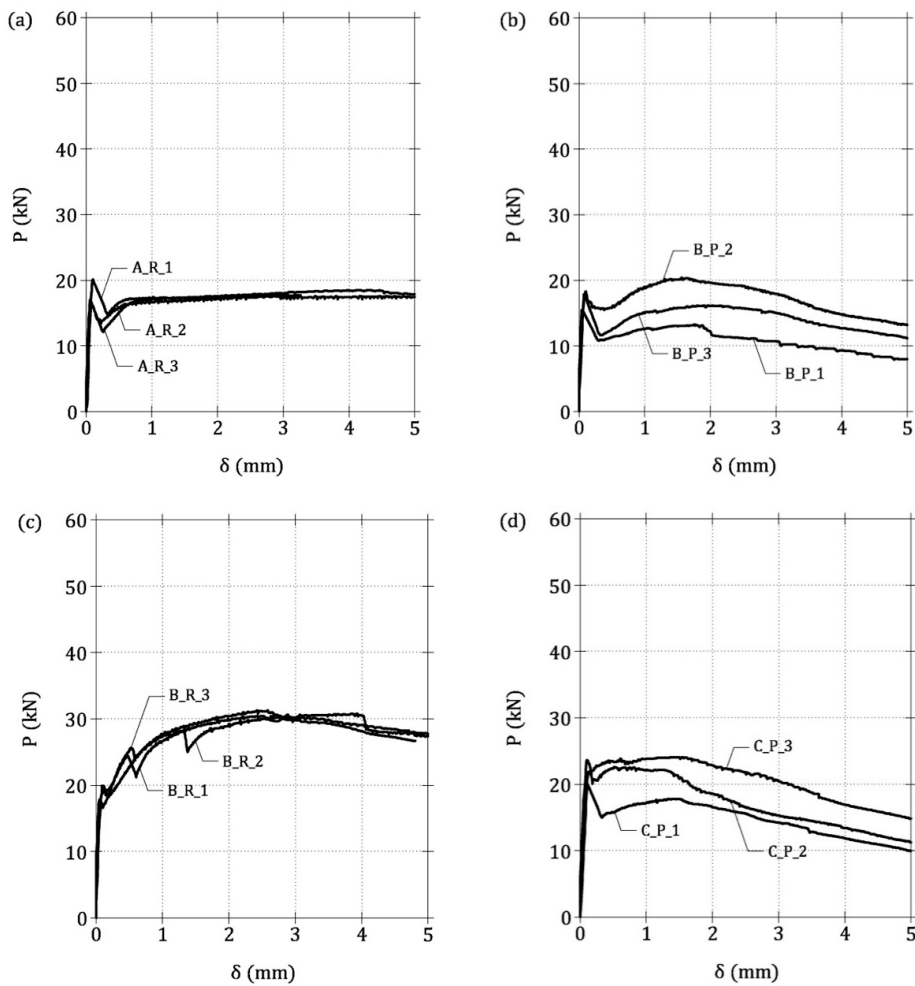 (a)
60
50
40
30
20
10
0
P (kN)
A_R_1
A_R_2
A_R_3
0 1 2 3 4 5
δ (mm)
(b)
60
50
40
30
20
10
0
P (kN)
B_P_2
B_P_3
B_P_1
0 1 2 3 4 5
δ (mm)
(c)
60
50
40
30
20
10
0
P (kN)
B_R_3
B_R_2
B_R_1
0 1 2 3 4 5
δ (mm)
(d)
60
50
40
30
20
10
0
P (kN)
C_P_3
C_P_1
C_P_2
0 1 2 3 4 5
δ (mm)